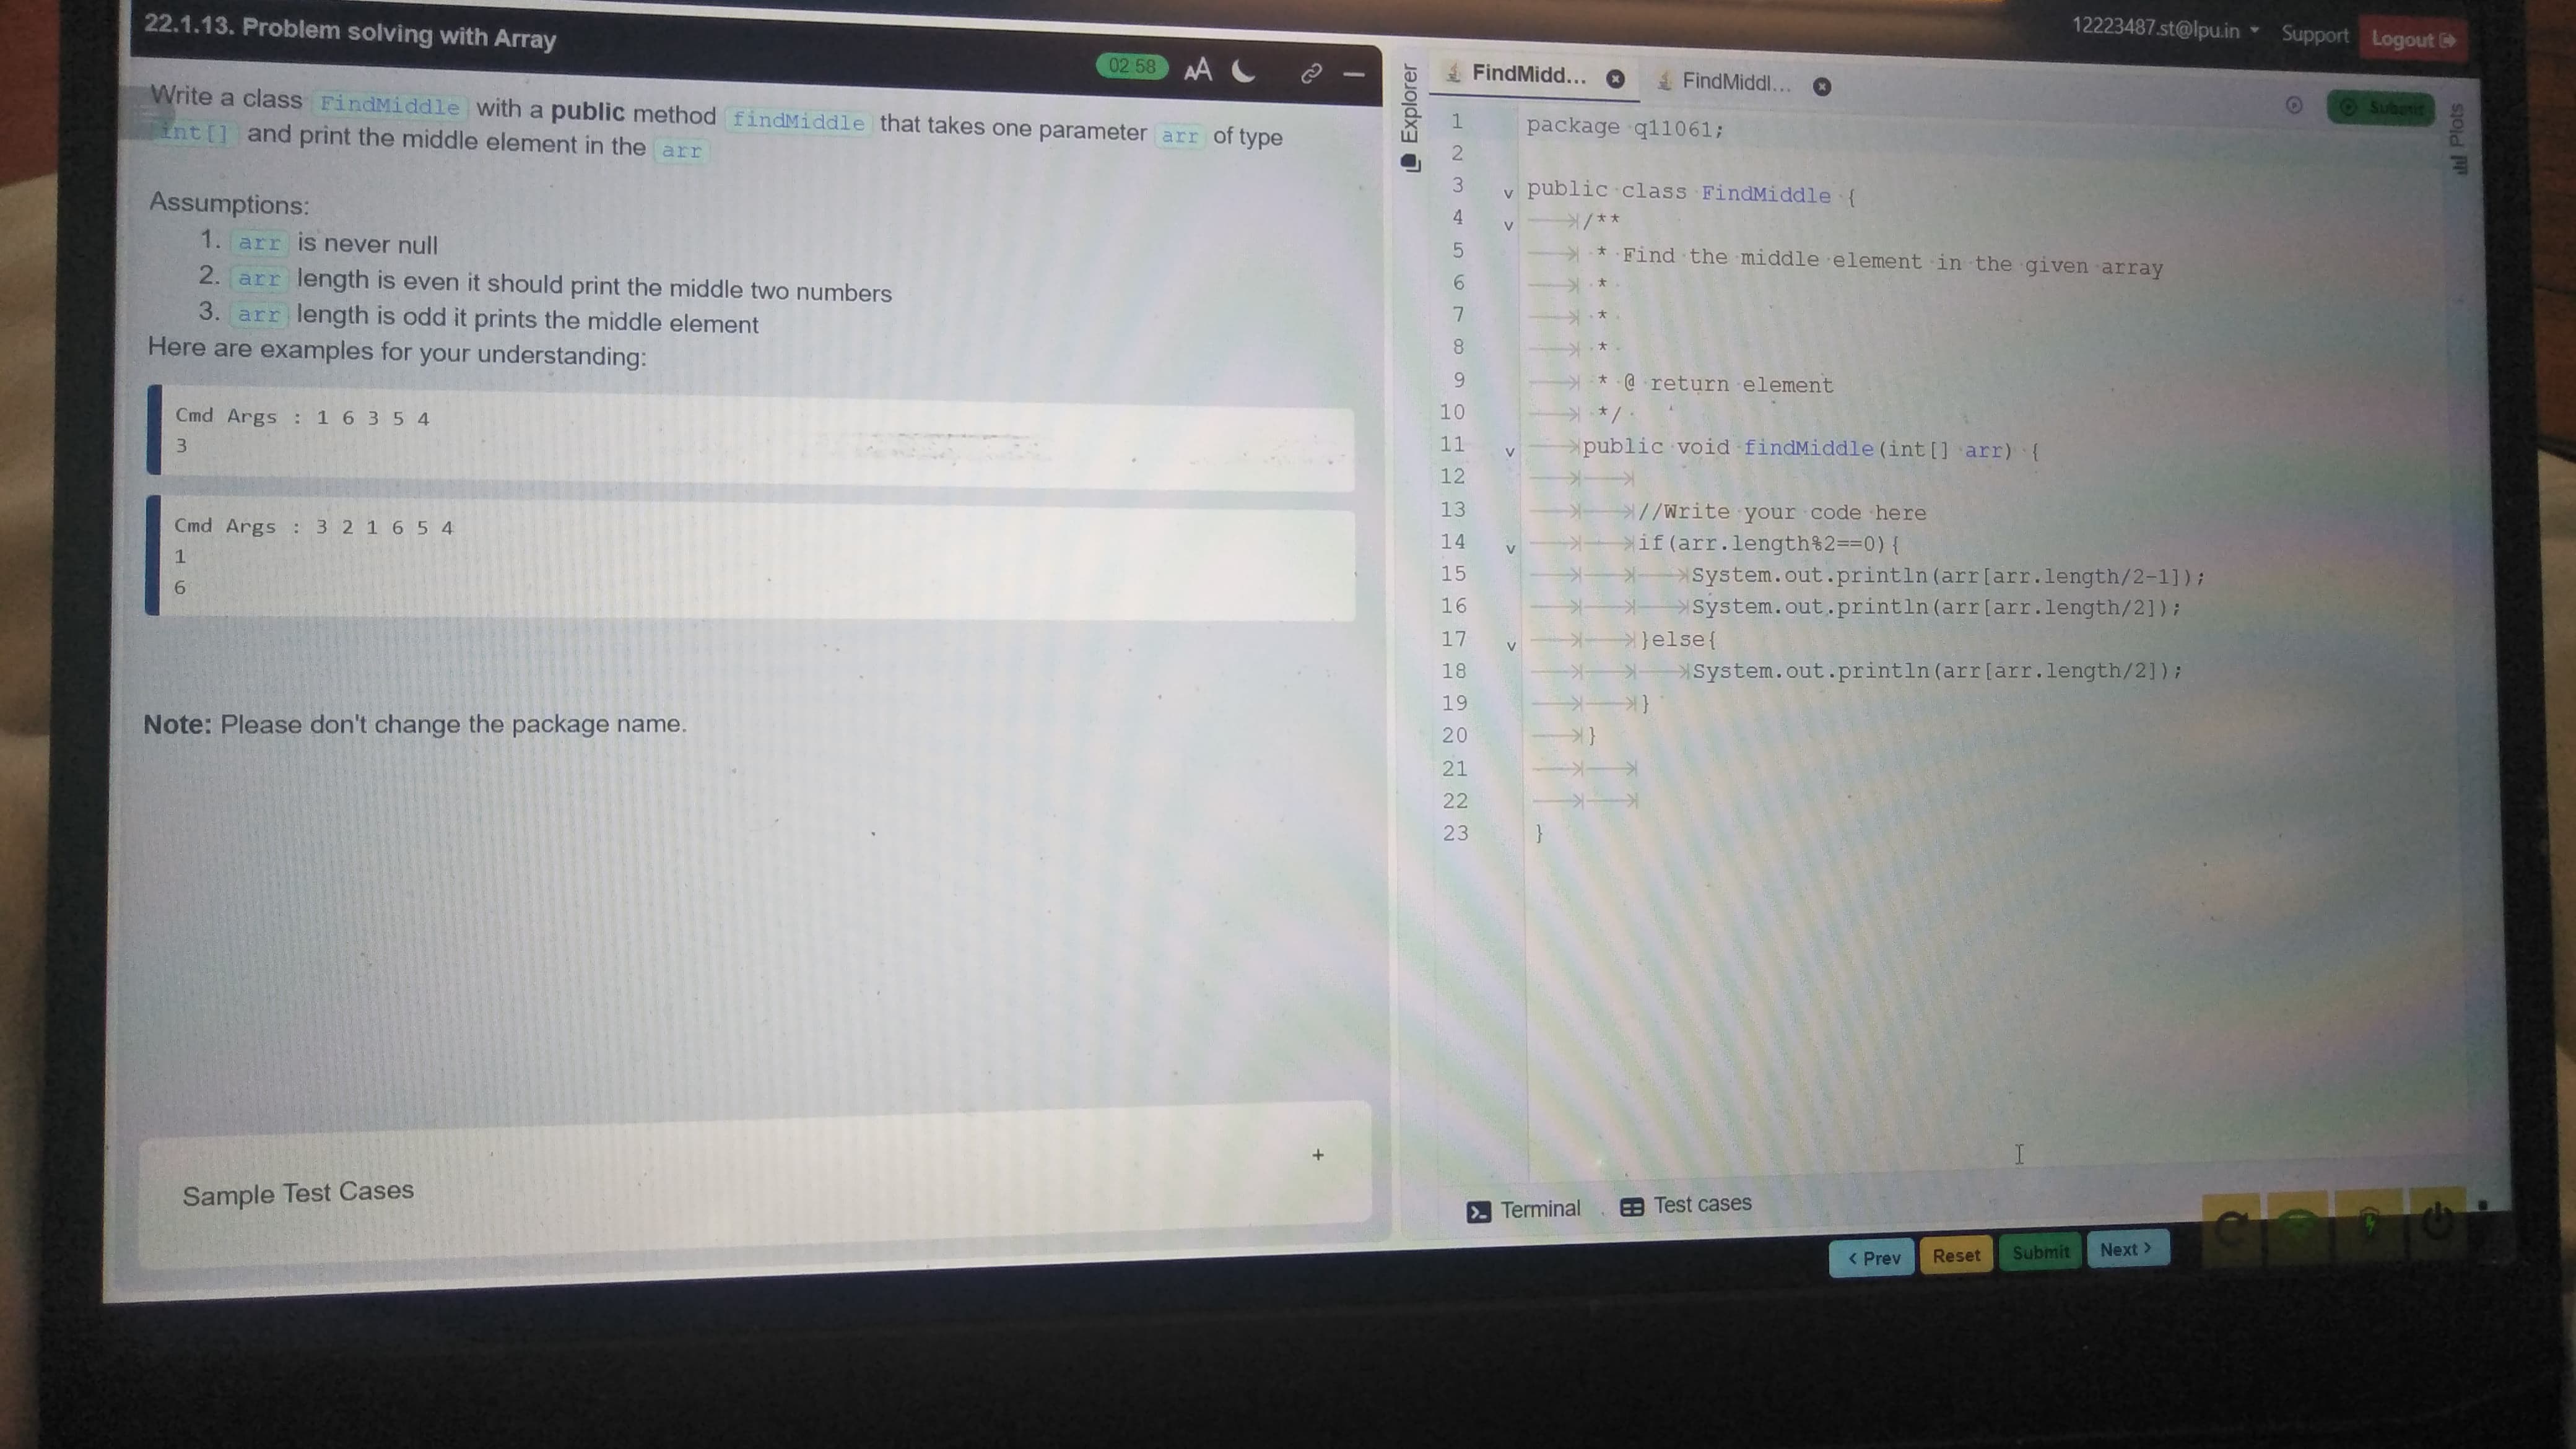 22.1.13. Problem solving with Array
02:58
AA
Write a class FindMiddle with a public method findMiddle that takes one parameter arr of type
int[] and print the middle element in the arr
Assumptions:
1. arr is never null
2. arr length is even it should print the middle two numbers
3. arr length is odd it prints the middle element
Here are examples for your understanding:
Cmd Args : 1 6 3 5 4
3
Cmd Args : 3 2 1 6 5 4
1
6
Note: Please don't change the package name.
Sample Test Cases
+
12223487.st@lpu.in
Support
Logout
Explorer
FindMidd...
FindMiddl...
Submit
Plots
1 package q11061;
2
3 public class FindMiddle {
4 /**
5 * Find the middle element in the given array
6 *
7 *
8 *
9 * @ return element
10 */
11 public void findMiddle(int[] arr) {
12
13 //Write your code here
14 if(arr.length%2==0){
15 System.out.println(arr[arr.length/2-1]);
16 System.out.println(arr[arr.length/2]);
17 }else{
18 System.out.println(arr[arr.length/2]);
19 }
20 }
21
22
23 }
Terminal
Test cases
< Prev
Reset
Submit
Next >